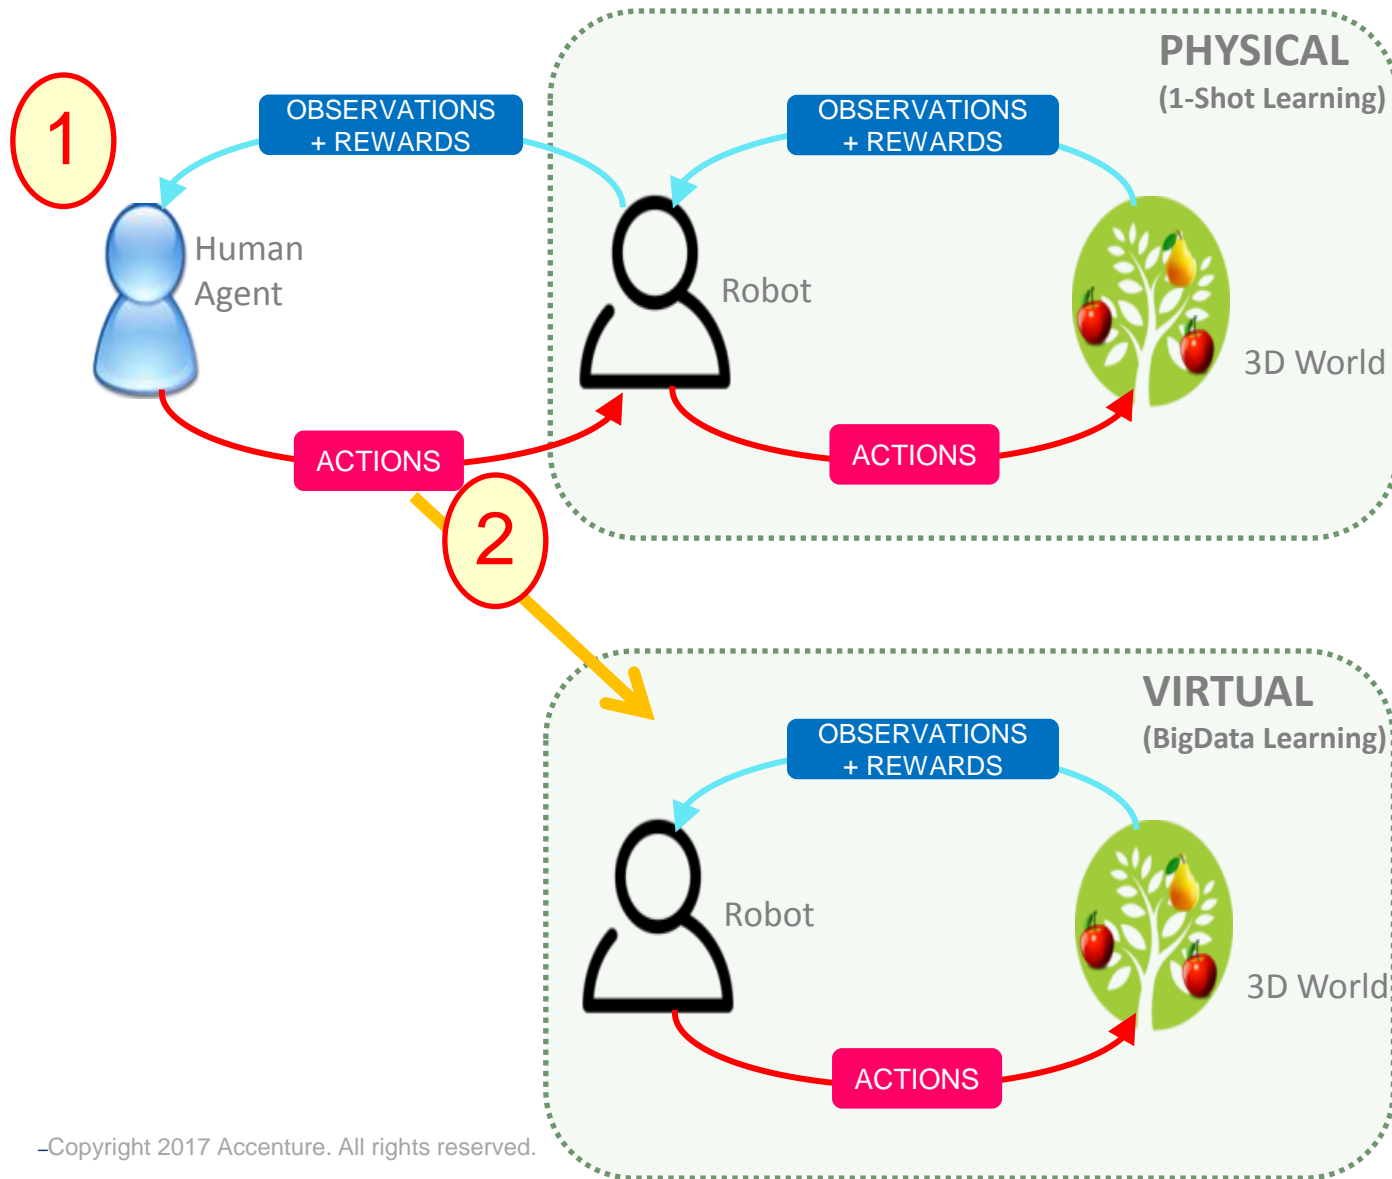 PHYSICAL
(1-Shot Learning)
1
OBSERVATIONS
+ REWARDS
OBSERVATIONS
+ REWARDS
Human
Agent
Robot
3D World
ACTIONS
ACTIONS
2
VIRTUAL
(BigData Learning)
OBSERVATIONS
+ REWARDS
Robot
3D World
ACTIONS
–Copyright 2017 Accenture. All rights reserved.